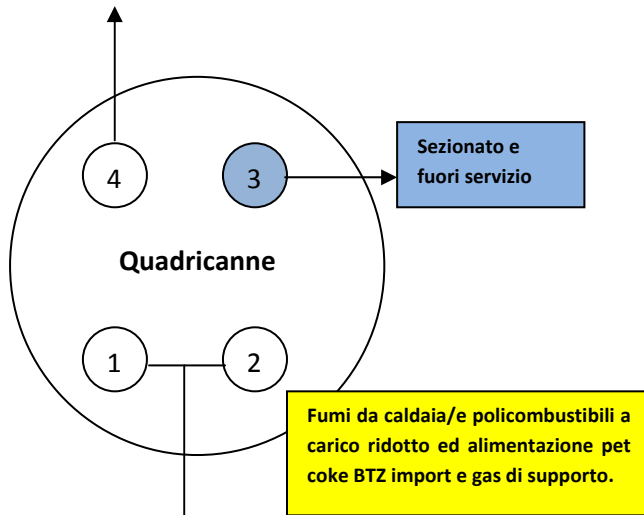 4
3
Sezionato e
fuori servizio
Quadricanne
1
2
Fumi da caldaia/e policombustibili a
carico ridotto ed alimentazione pet
coke BTZ import e gas di supporto.